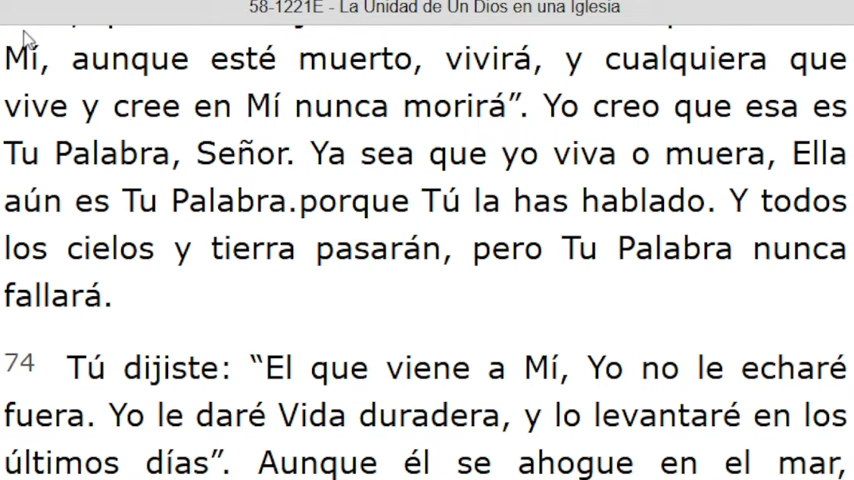 58-1221E - La Unidad de Un Dios en una Iglesia
Mí, aunque esté muerto, vivirá, y cualquiera que
vive y cree en Mí nunca morirá”. Yo creo que esa es
Tu Palabra, Señor. Ya sea que yo viva o muera, Ella
aún es Tu Palabra.porque Tú la has hablado. Y todos
los cielos y tierra pasarán, pero Tu Palabra nunca
fallará.
74 Tú dijiste: “El que viene a Mí, Yo no le echaré
fuera. Yo le daré Vida duradera, y lo levantaré en los
últimos días”. Aunque él se ahogue en el mar,